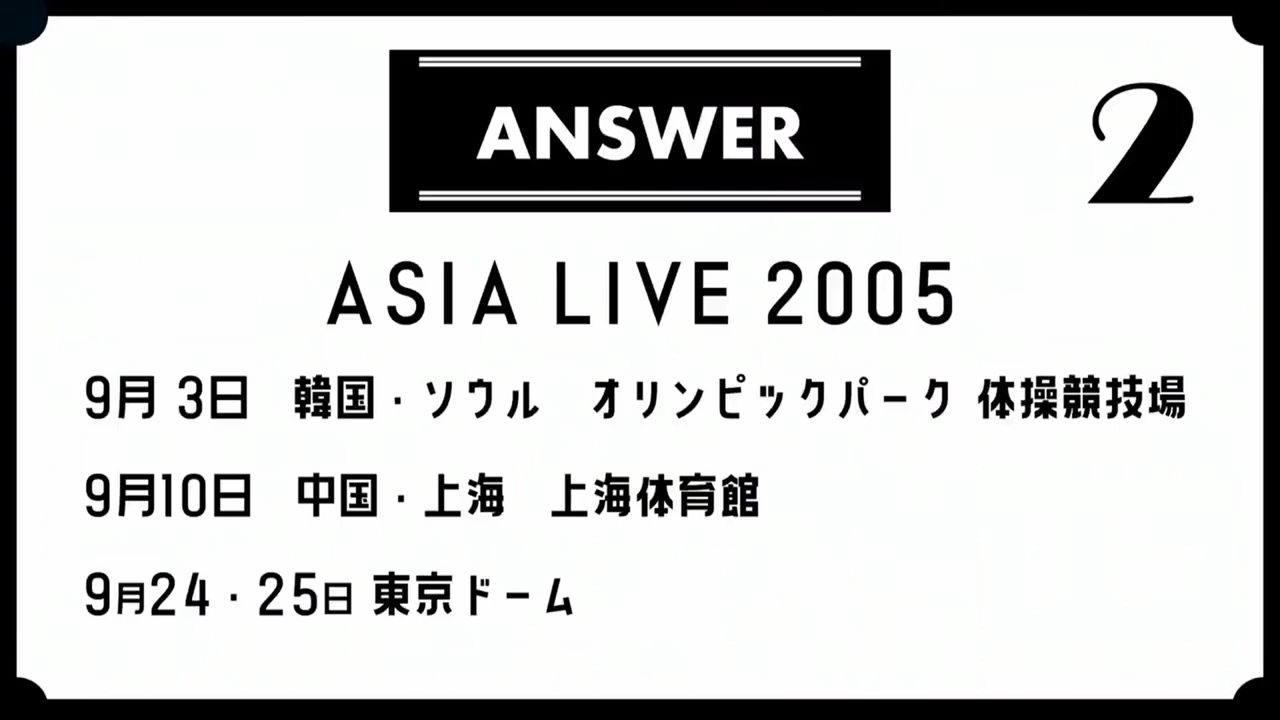 ANSWER
2
ASIA LIVE 2005
9月 3日 韓国・ソウル オリンピックパーク 体操競技場
9月10日 中国・上海 上海体育館
9月24・25日 東京ドーム